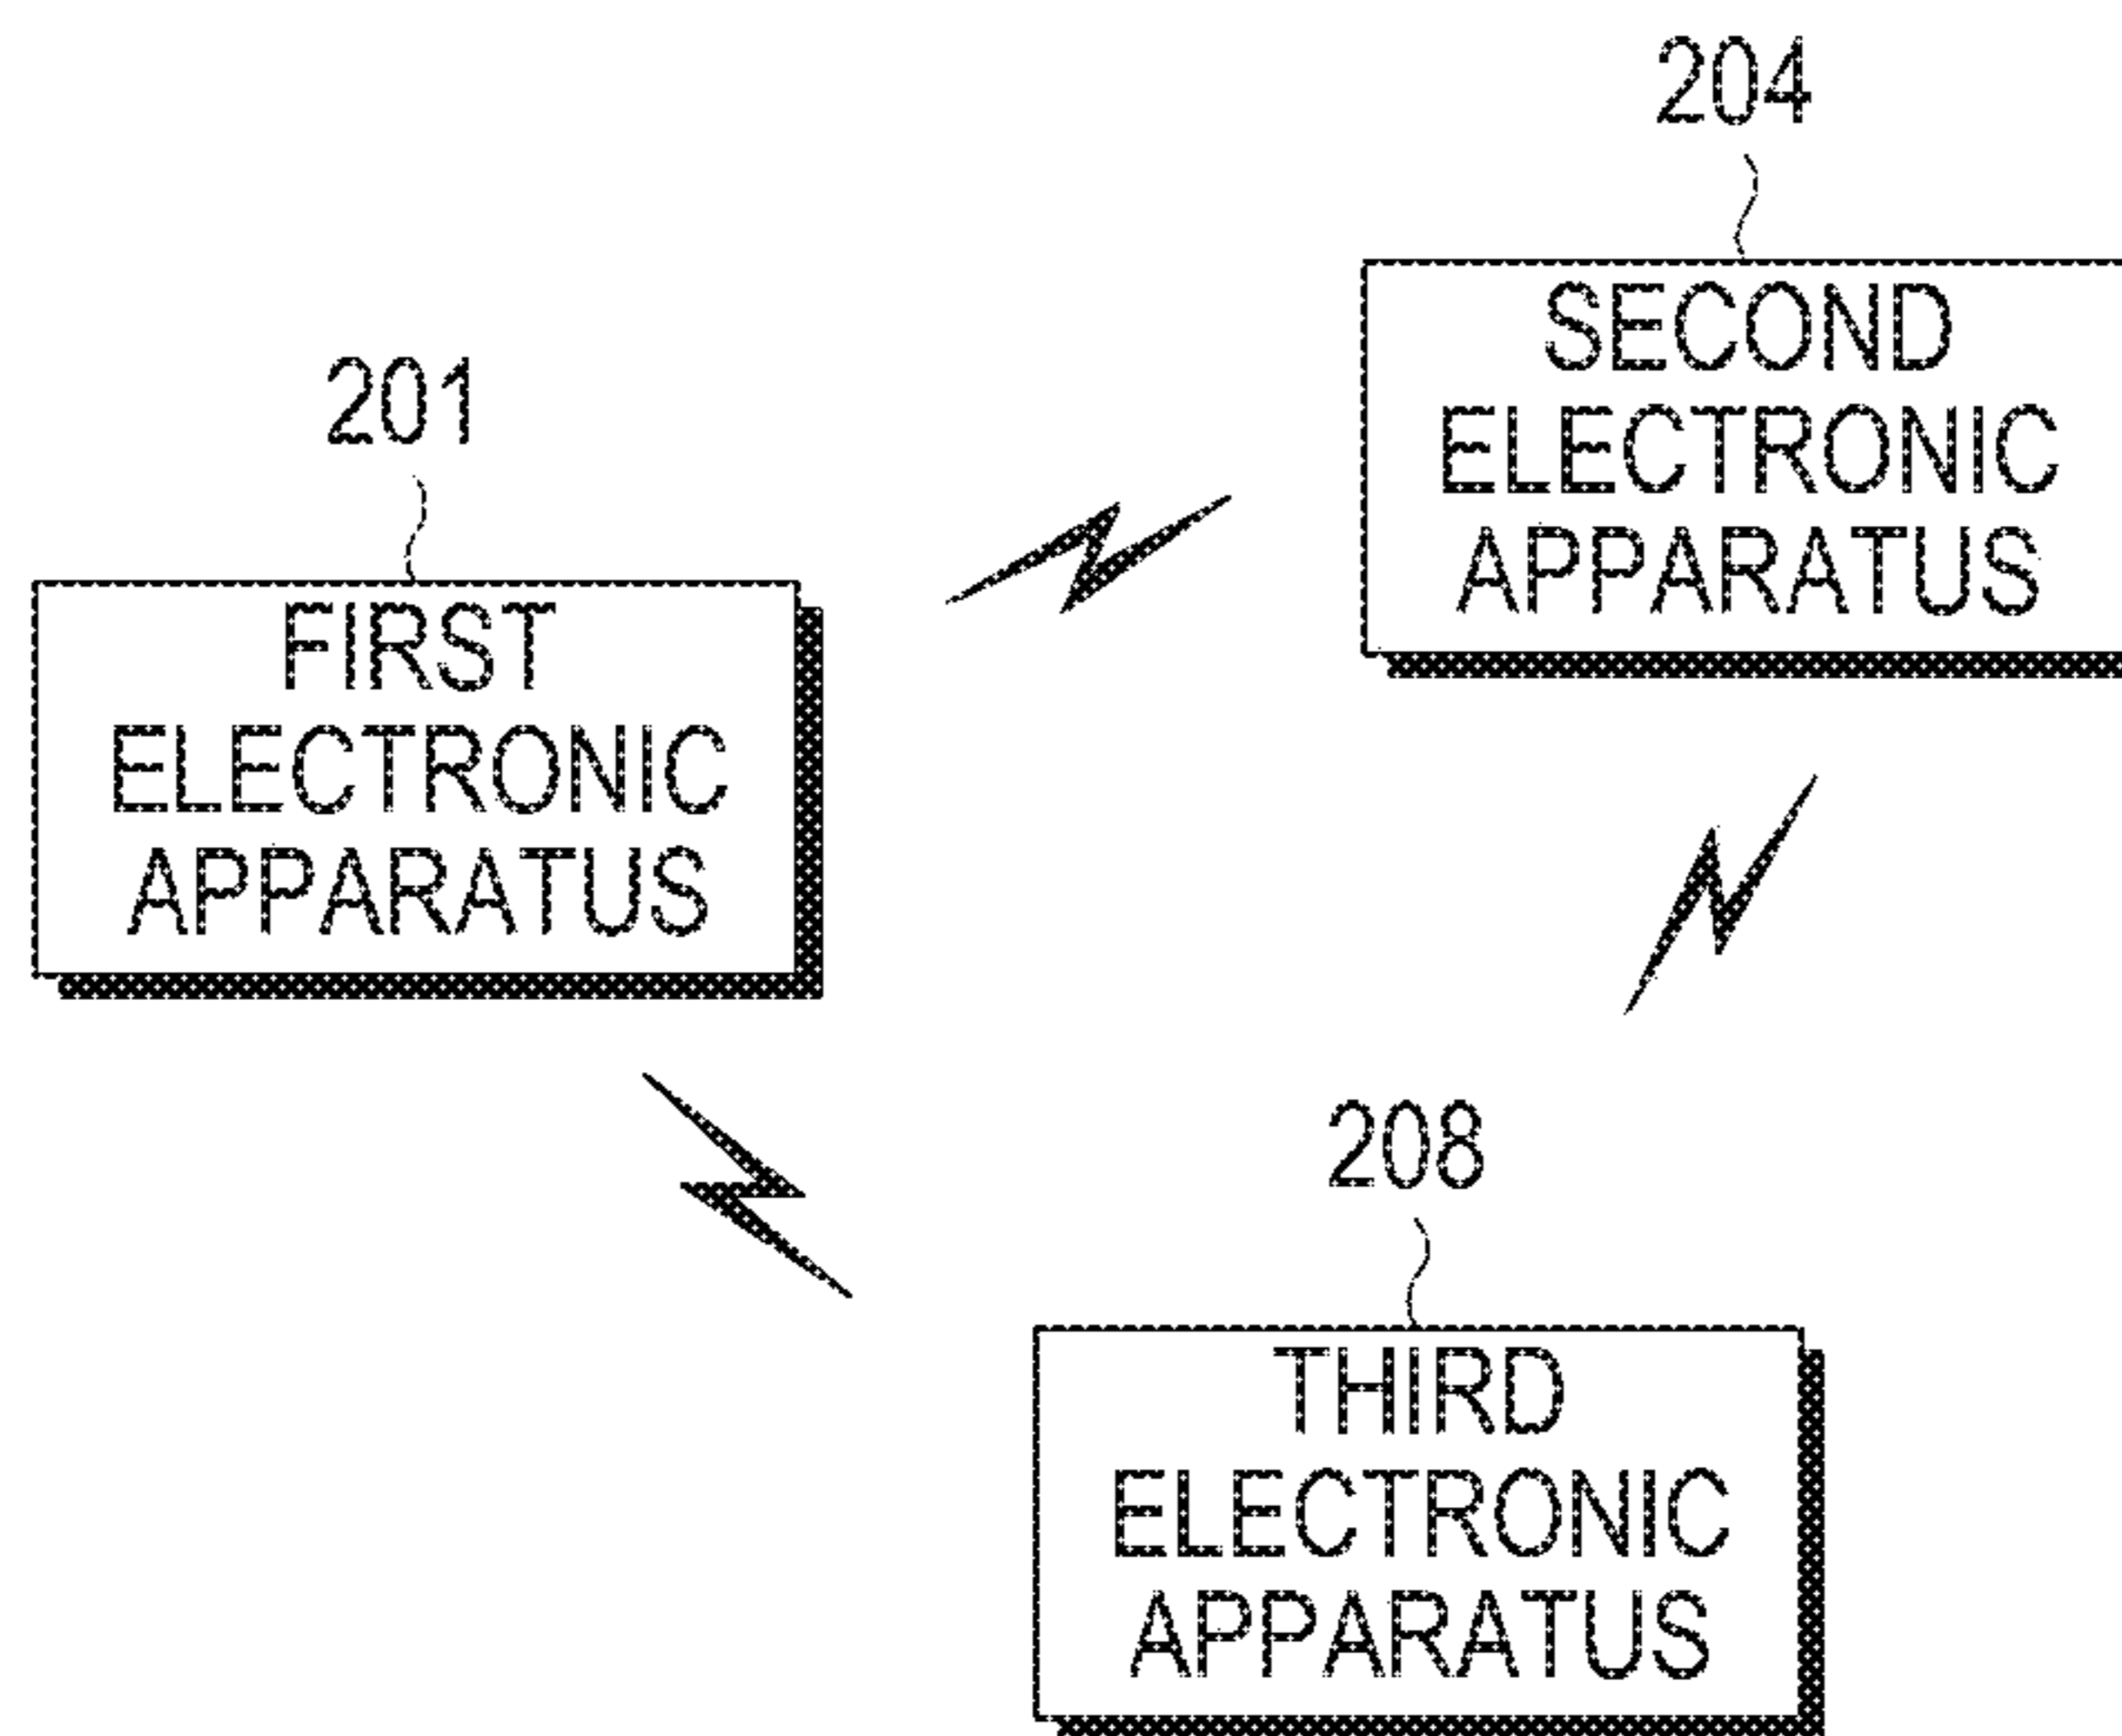 204
SECOND
ELECTRONIC
APPARATUS
201
FIRST
ELECTRONIC
APPARATUS
208
THIRD
ELECTRONIC
APPARATUS